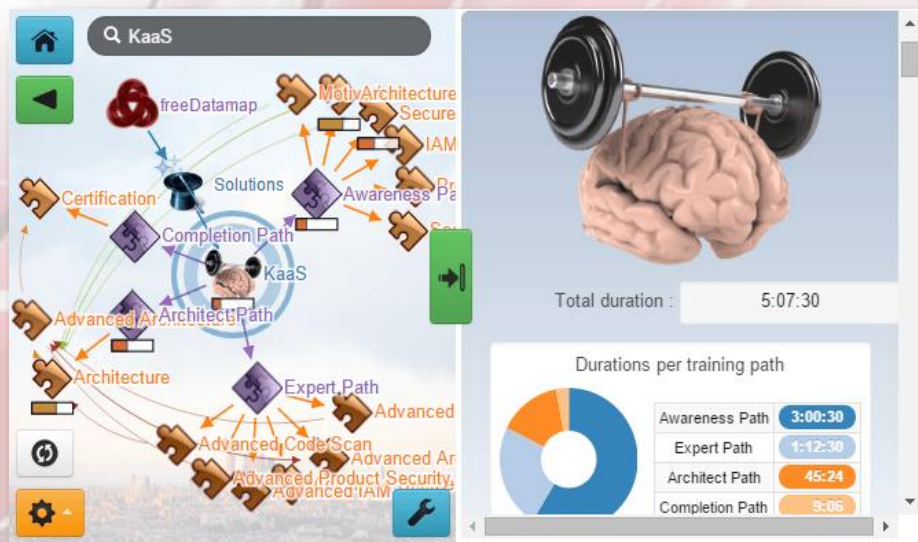 KaaS
freeDatamap
MotivArchitecture
Secure
IAM
Solutions
Awareness Pa
Certification
Completion Path
KaaS
Architect Path
Advanced Architecture
Architecture
Expert Path
Advanced
Advanced Code Scan
Advanced Ar
Advanced Product Security
Advanced IAM
Total duration :
5:07:30
Durations per training path
Awareness Path 3:00:30
Expert Path 1:12:30
Architect Path 45:24
Completion Path 9:06